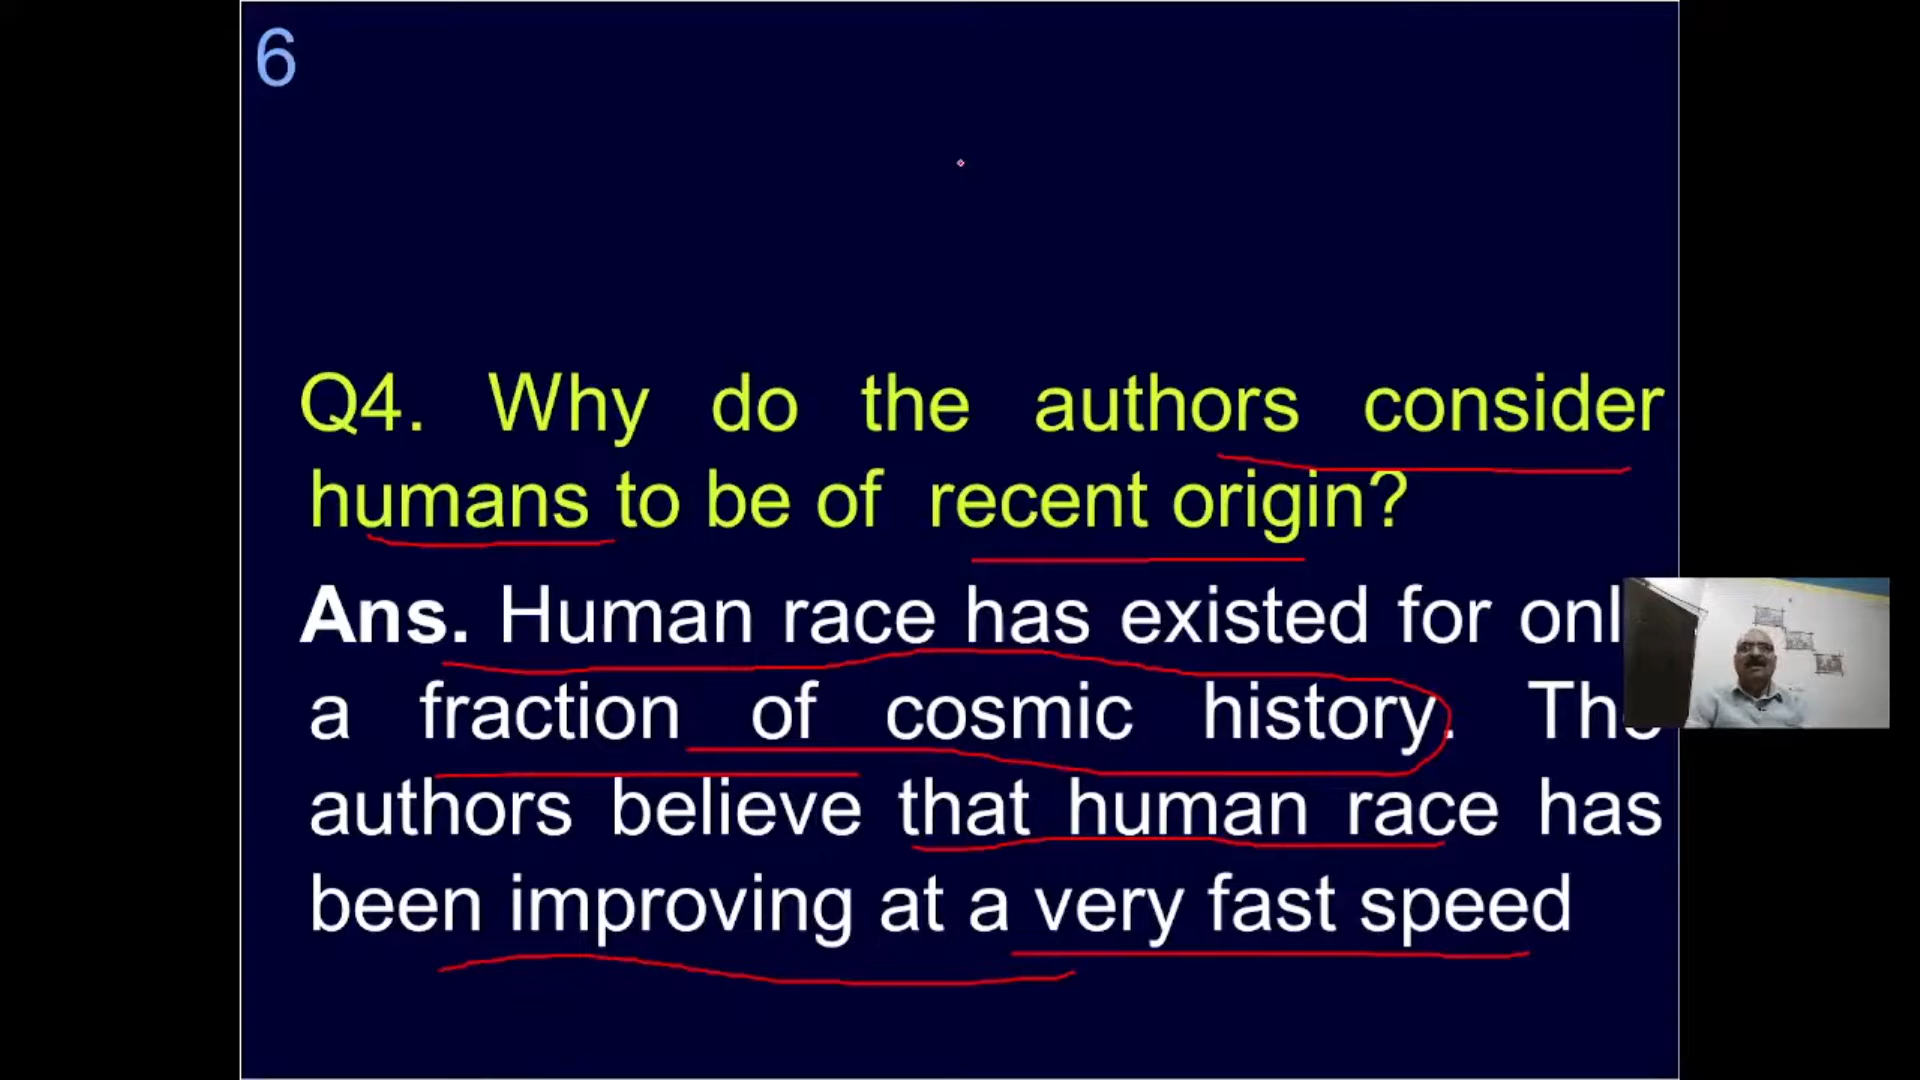 6
Q4. Why do the authors consider
humans to be of recent origin?
Ans. Human race has existed for onl
a fraction of cosmic history. The
authors believe that human race has
been improving at a very fast speed